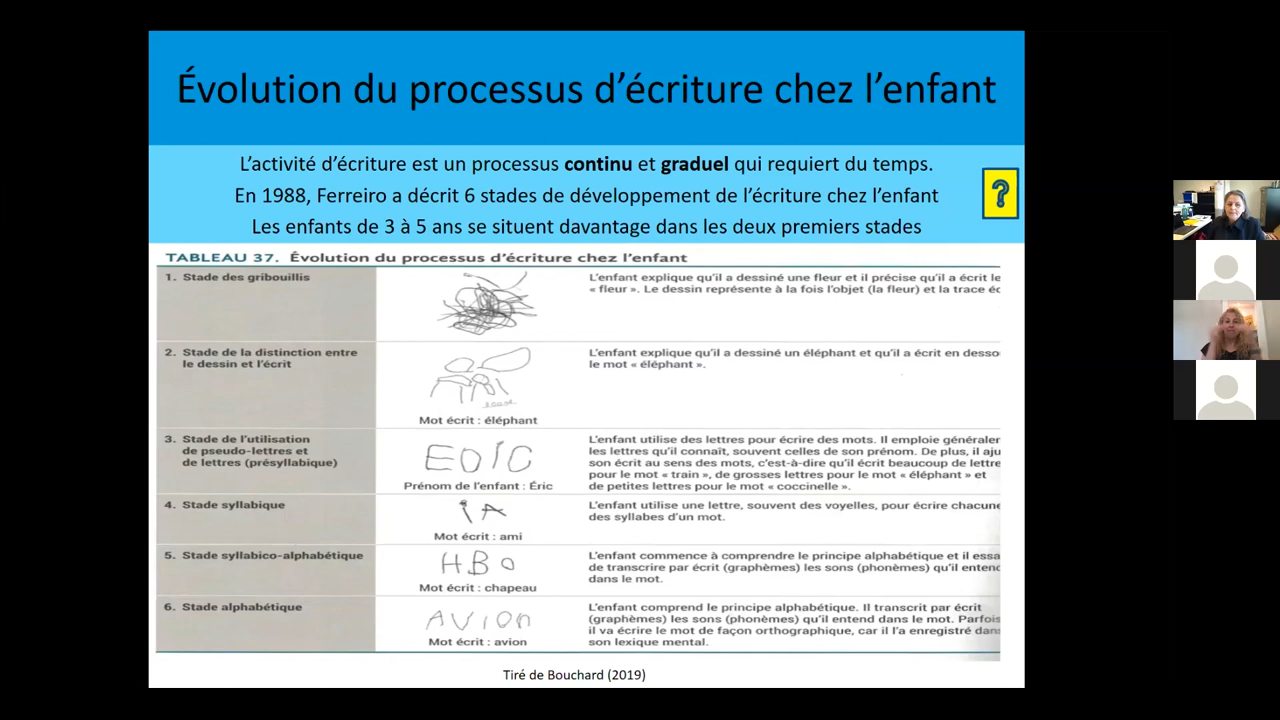 Évolution du processus d’écriture chez l’enfant
L’activité d’écriture est un processus continu et graduel qui requiert du temps.
En 1988, Ferreiro a décrit 6 stades de développement de l’écriture chez l’enfant
?
Les enfants de 3 à 5 ans se situent davantage dans les deux premiers stades
TABLEAU 37. Évolution du processus d’écriture chez l’enfant
1. Stade des gribouillis
L’enfant explique qu’il a dessiné une fleur et il précise qu’il a écrit le
« fleur ». Le dessin représente à la fois l’objet (la fleur) et la trace
2. Stade de la distinction entre
le dessin et l’écrit
Mot écrit : éléphant
L’enfant explique qu’il a dessiné un éléphant et qu’il a écrit en
le mot « éléphant ».
3. Stade de l’utilisation
de pseudo-lettres et
de lettres (présyllabique)
EOIC
Prénom de l’enfant : Éric
L’enfant utilise des lettres pour écrire des mots. Il emploie
les lettres qu’il connaît, souvent celles de son prénom. De plus, il
son écrit au sens des mots, c’est-à-dire qu’il écrit beaucoup de
pour le mot « train », de grosses lettres pour le mot « éléphant » et
de petites lettres pour le mot « coccinelle ».
4. Stade syllabique
iA
Mot écrit : ami
L’enfant utilise une lettre, souvent des voyelles, pour écrire chacune
des syllabes d’un mot.
5. Stade syllabico-alphabétique
HBo
Mot écrit : chapeau
L’enfant commence à comprendre le principe alphabétique et il
de transcrire par écrit (graphèmes) les sons (phonèmes) qu’il
dans le mot.
6. Stade alphabétique
AVIOn
Mot écrit : avion
L’enfant comprend le principe alphabétique. Il transcrit par écrit
(graphèmes) les sons (phonèmes) qu’il entend dans le mot. Parfois
il va écrire le mot de façon orthographique, car il l’a enregistré dans
son lexique mental.
Tiré de Bouchard (2019)